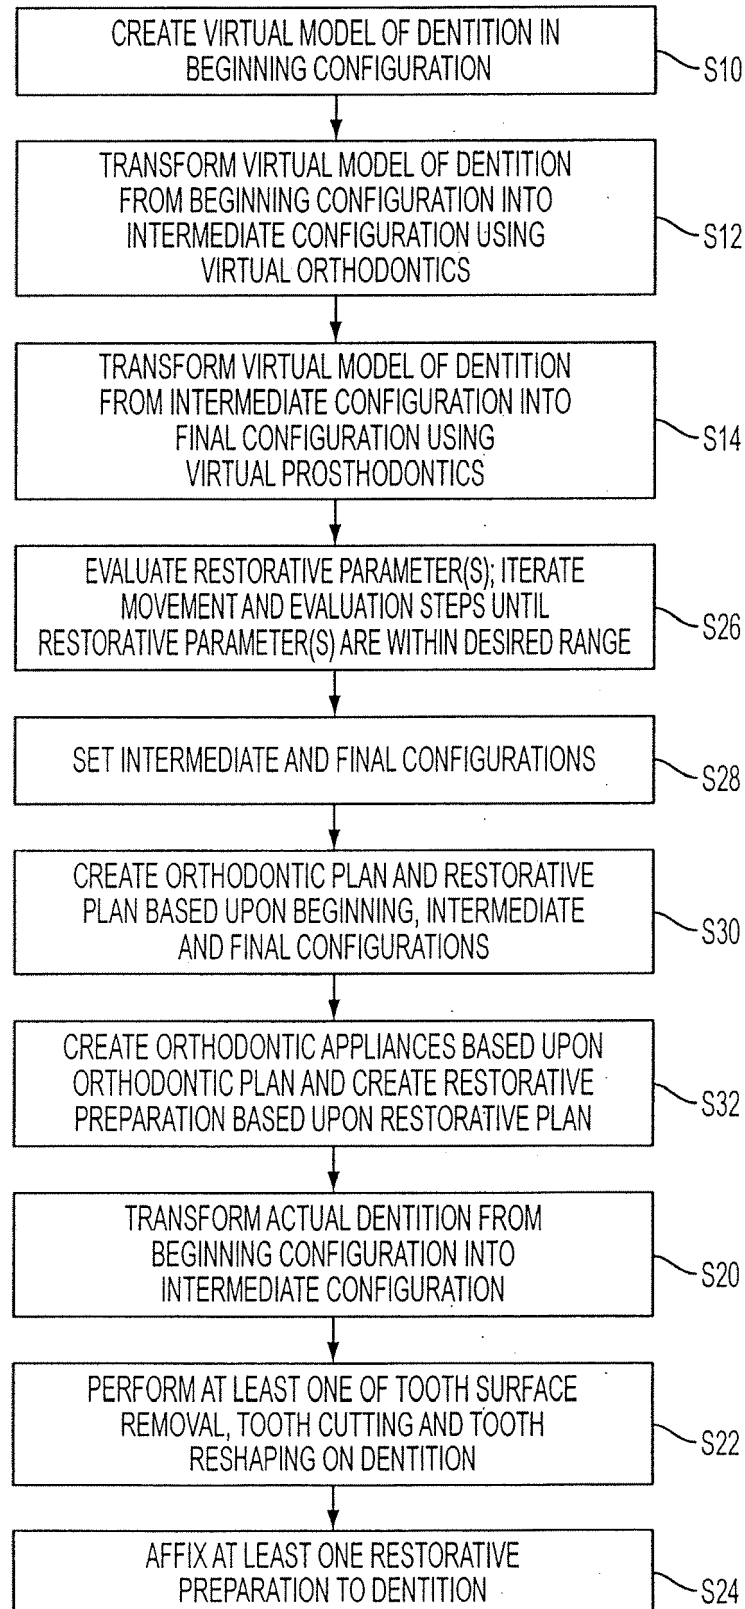 CREATE VIRTUAL MODEL OF DENTITION IN
BEGINNING CONFIGURATION
S10
TRANSFORM VIRTUAL MODEL OF DENTITION
FROM BEGINNING CONFIGURATION INTO
INTERMEDIATE CONFIGURATION USING
VIRTUAL ORTHODONTICS
S12
TRANSFORM VIRTUAL MODEL OF DENTITION
FROM INTERMEDIATE CONFIGURATION INTO
FINAL CONFIGURATION USING
VIRTUAL PROSTHODONTICS
S14
EVALUATE RESTORATIVE PARAMETER(S); ITERATE
MOVEMENT AND EVALUATION STEPS UNTIL
RESTORATIVE PARAMETER(S) ARE WITHIN DESIRED RANGE
S26
SET INTERMEDIATE AND FINAL CONFIGURATIONS
S28
CREATE ORTHODONTIC PLAN AND RESTORATIVE
PLAN BASED UPON BEGINNING, INTERMEDIATE
AND FINAL CONFIGURATIONS
S30
CREATE ORTHODONTIC APPLIANCES BASED UPON
ORTHODONTIC PLAN AND CREATE RESTORATIVE
PREPARATION BASED UPON RESTORATIVE PLAN
S32
TRANSFORM ACTUAL DENTITION FROM
BEGINNING CONFIGURATION INTO
INTERMEDIATE CONFIGURATION
S20
PERFORM AT LEAST ONE OF TOOTH SURFACE
REMOVAL, TOOTH CUTTING AND TOOTH
RESHAPING ON DENTITION
S22
AFFIX AT LEAST ONE RESTORATIVE
PREPARATION TO DENTITION
S24